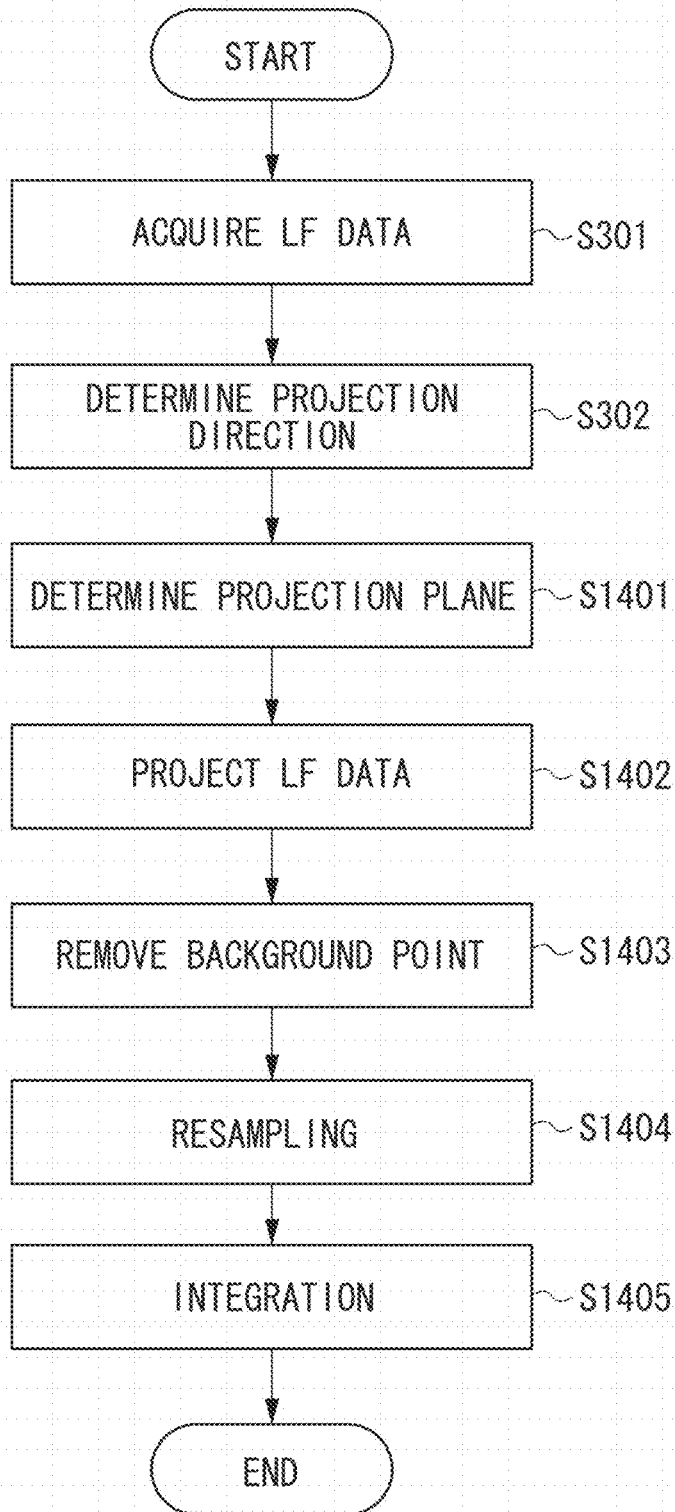 START
ACQUIRE LF DATA
S301
DETERMINE PROJECTION
DIRECTION
S302
DETERMINE PROJECTION PLANE
S1401
PROJECT LF DATA
S1402
REMOVE BACKGROUND POINT
S1403
RESAMPLING
S1404
INTEGRATION
S1405
END